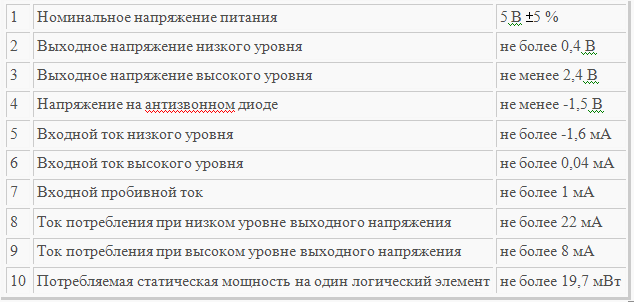 1 Номинальное напряжение питания 5 В ±5 %
2 Выходное напряжение низкого уровня не более 0,4 В
3 Выходное напряжение высокого уровня не менее 2,4 В
4 Напряжение на антизвонном диоде не менее -1,5 В
5 Входной ток низкого уровня не более -1,6 мА
6 Входной ток высокого уровня не более 0,04 мА
7 Входной пробивной ток не более 1 мА
8 Ток потребления при низком уровне выходного напряжения не более 22 мА
9 Ток потребления при высоком уровне выходного напряжения не более 8 мА
10 Потребляемая статическая мощность на один логический элемент не более 19,7 мВт